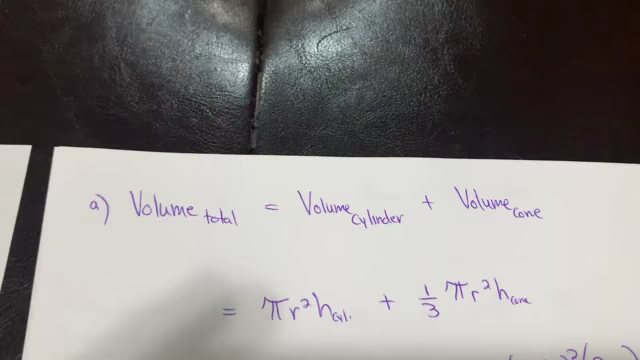 a) Volume total = Volume cylinder + Volume cone
= πr²h cyl. + 1/3 πr²h cone